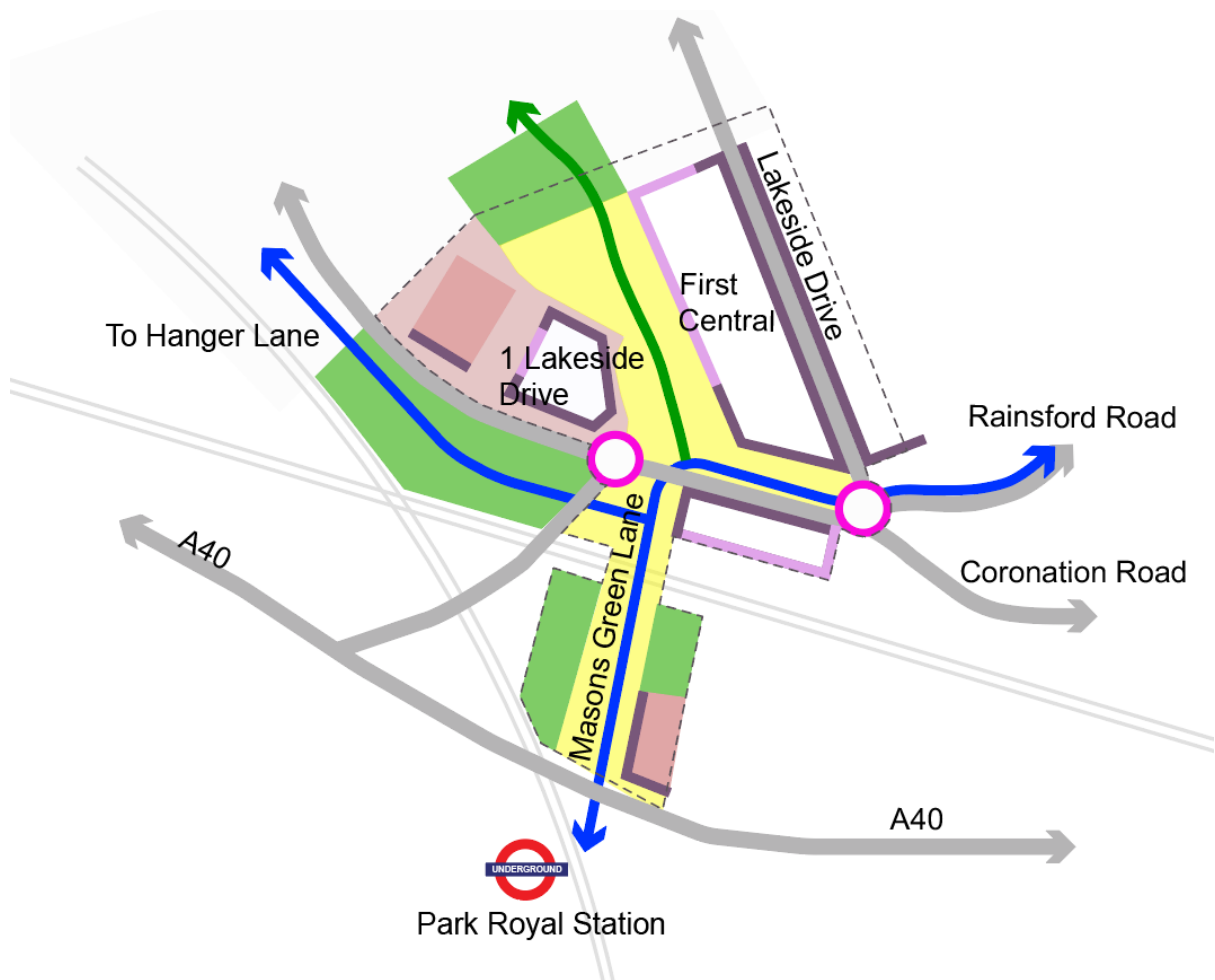 Lakeside Drive
First
Central
To Hanger Lane
1 Lakeside
Drive
Rainsford Road
Masons Green Lane
A40
Coronation Road
A40
UNDERGROUND
Park Royal Station